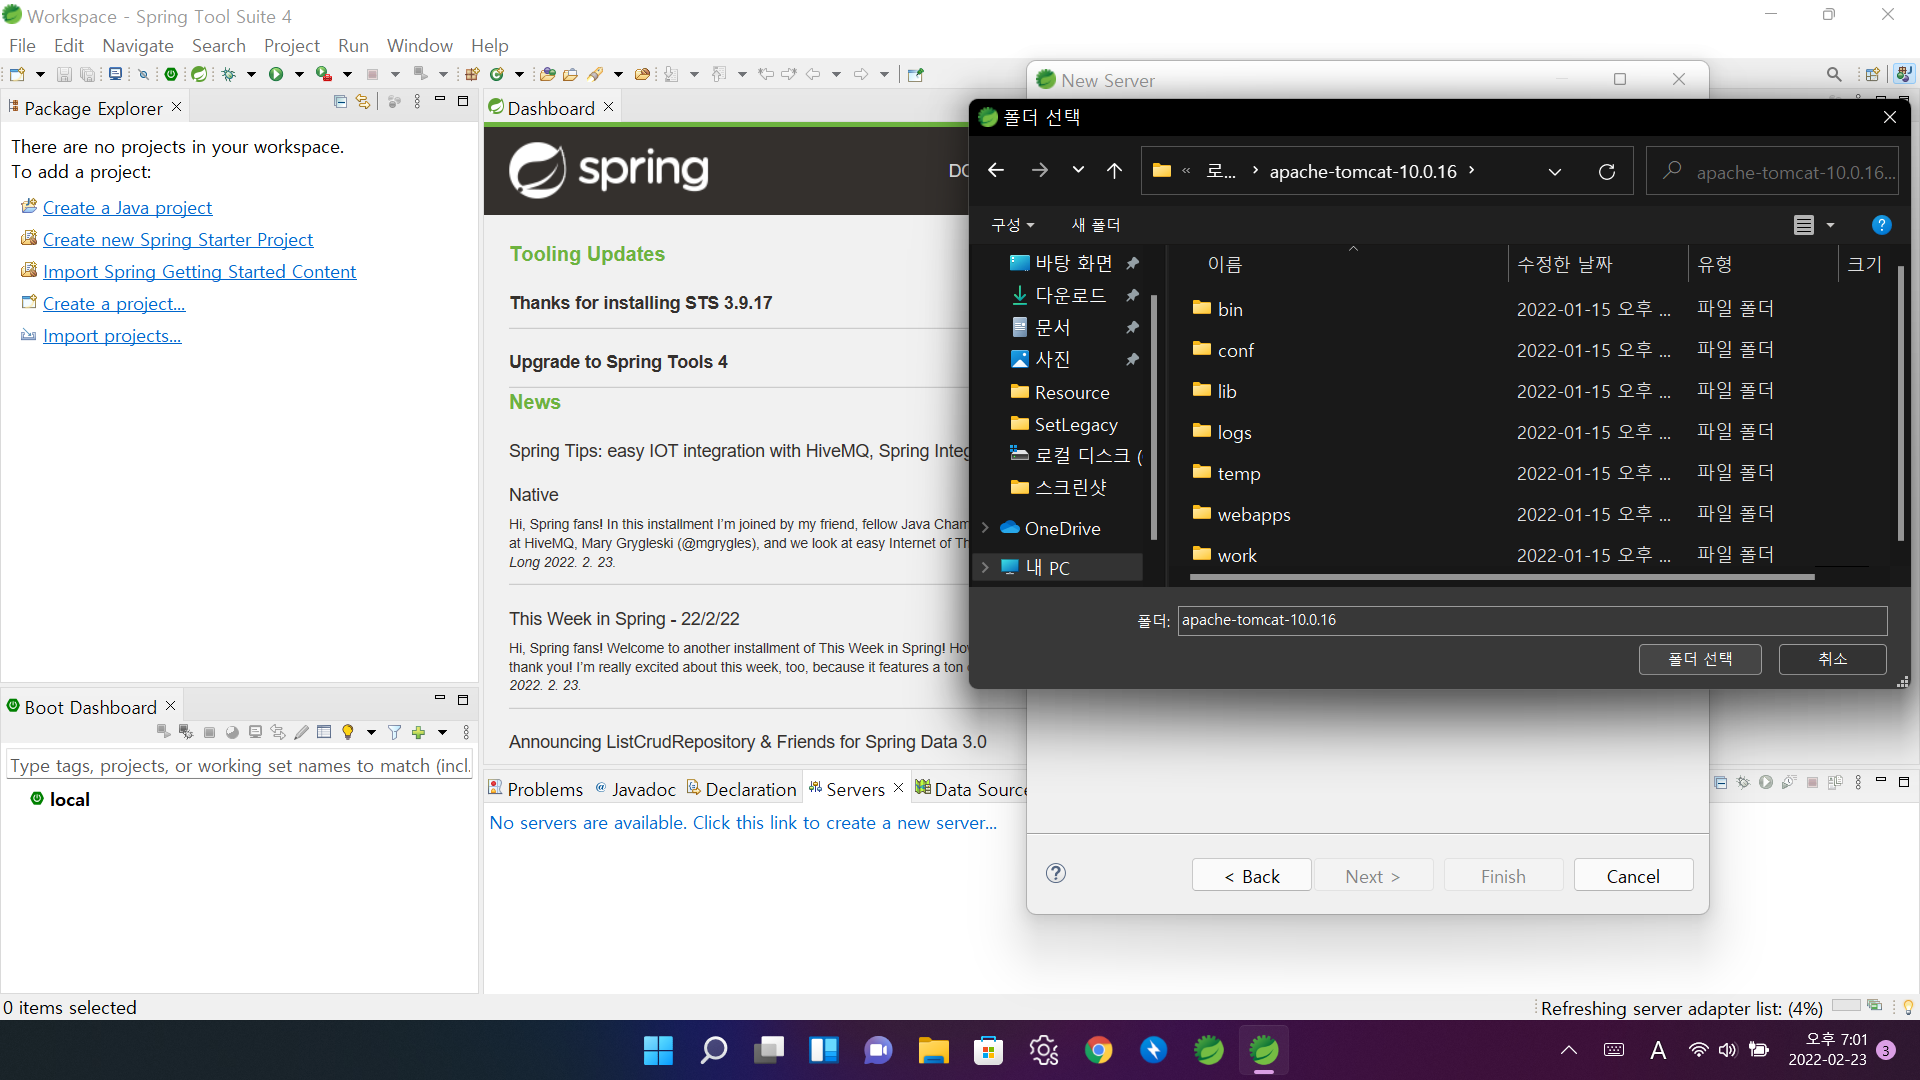 Workspace - Spring Tool Suite 4
File Edit Navigate Search Project Run Window Help
Package Explorer
There are no projects in your workspace.
To add a project:
Create a Java project
Create new Spring Starter Project
Import Spring Getting Started Content
Create a project...
Import projects...
Boot Dashboard
Type tags, projects, or working set names to match (incl.
local
Dashboard
spring
DO
Tooling Updates
Thanks for installing STS 3.9.17
Upgrade to Spring Tools 4
News
Spring Tips: easy IOT integration with HiveMQ, Spring Integ
Native
Hi, Spring fans! In this installment I'm joined by my friend, fellow Java Cham
at HiveMQ, Mary Grygleski (@mgrygles), and we look at easy Internet of Th
Long 2022. 2. 23.
This Week in Spring - 22/2/22
Hi, Spring fans! Welcome to another installment of This Week in Spring! Ho
thank you! I'm really excited about this week, too, because it features a ton
2022. 2. 23.
Announcing ListCrudRepository & Friends for Spring Data 3.0
Problems @ Javadoc Declaration Servers Data Source
No servers are available. Click this link to create a new server...
New Server
폴더 선택
« 로... › apache-tomcat-10.0.16 ›
apache-tomcat-10.0.16...
구성 새 폴더
바탕 화면
다운로드
문서
사진
Resource
SetLegacy
로컬 디스크 (
스크린샷
OneDrive
내 PC
이름 수정한 날짜 유형 크기
bin 2022-01-15 오후 ... 파일 폴더
conf 2022-01-15 오후 ... 파일 폴더
lib 2022-01-15 오후 ... 파일 폴더
logs 2022-01-15 오후 ... 파일 폴더
temp 2022-01-15 오후 ... 파일 폴더
webapps 2022-01-15 오후 ... 파일 폴더
work 2022-01-15 오후 ... 파일 폴더
폴더: apache-tomcat-10.0.16
폴더 선택 취소
< Back Next > Finish Cancel
0 items selected
Refreshing server adapter list: (4%)
A
오후 7:01
2022-02-23
3